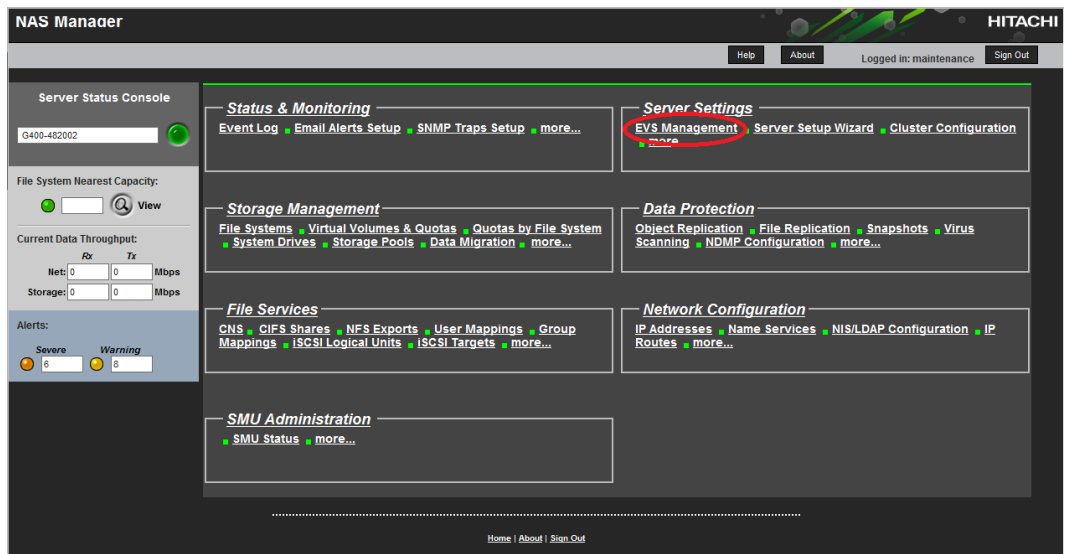 NAS Manager
HITACHI
Help
About
Logged in: maintenance
Sign Out
Server Status Console
G400-482002
File System Nearest Capacity:
View
Current Data Throughput:
Rx Tx
Net: 0 0 Mbps
Storage: 0 0 Mbps
Alerts:
Severe Warning
6 8
Status & Monitoring
Event Log Email Alerts Setup SNMP Traps Setup more...
Server Settings
EVS Management Server Setup Wizard Cluster Configuration
more
Storage Management
File Systems Virtual Volumes & Quotas Quotas by File System
System Drives Storage Pools Data Migration more...
Data Protection
Object Replication File Replication Snapshots Virus
Scanning NDMP Configuration more...
File Services
CNS CIFS Shares NFS Exports User Mappings Group
Mappings iSCSI Logical Units iSCSI Targets more...
Network Configuration
IP Addresses Name Services NIS/LDAP Configuration IP
Routes more...
SMU Administration
SMU Status more...
Home | About | Sign Out